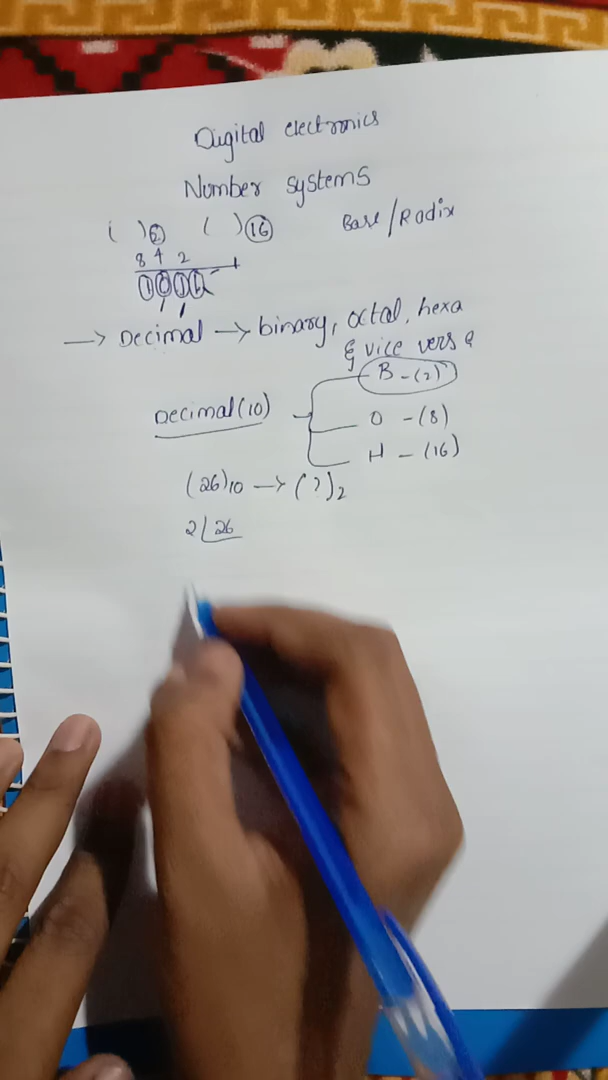 Digital electronics
Number systems
( )2 ( )16 Base/Radix
8 4 2 1
→ Decimal → binary, octal, hexa
& vice versa
B - (2)
Decimal(10) O - (8)
H - (16)
(26)10 → (?)2
2 26